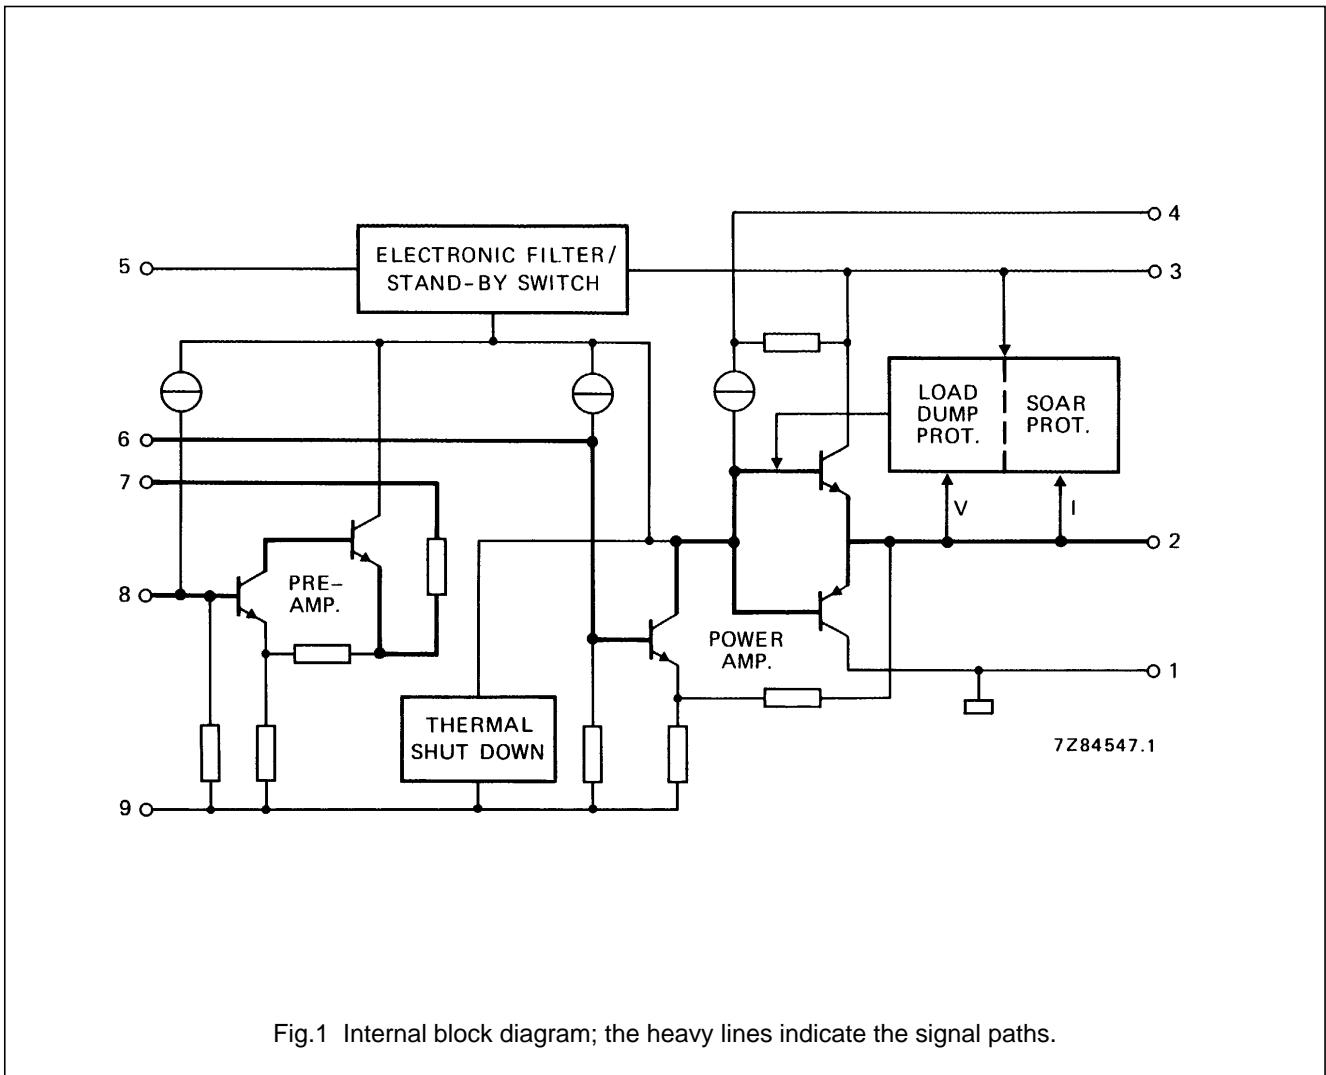 4
ELECTRONIC FILTER/
STAND-BY SWITCH
5
3
LOAD
DUMP
PROT.
SOAR
PROT.
6
7
V
I
2
8
PRE-
AMP.
POWER
AMP.
1
THERMAL
SHUT DOWN
7Z84547.1
9
Fig.1 Internal block diagram; the heavy lines indicate the signal paths.